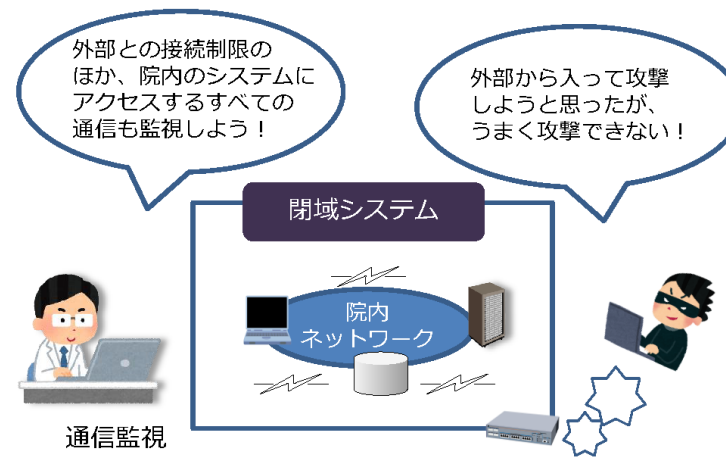 外部との接続制限の
ほか、院内のシステムに
アクセスするすべての
通信も監視しよう！
外部から入って攻撃
しようと思ったが、
うまく攻撃できない！
閉域システム
院内
ネットワーク
通信監視